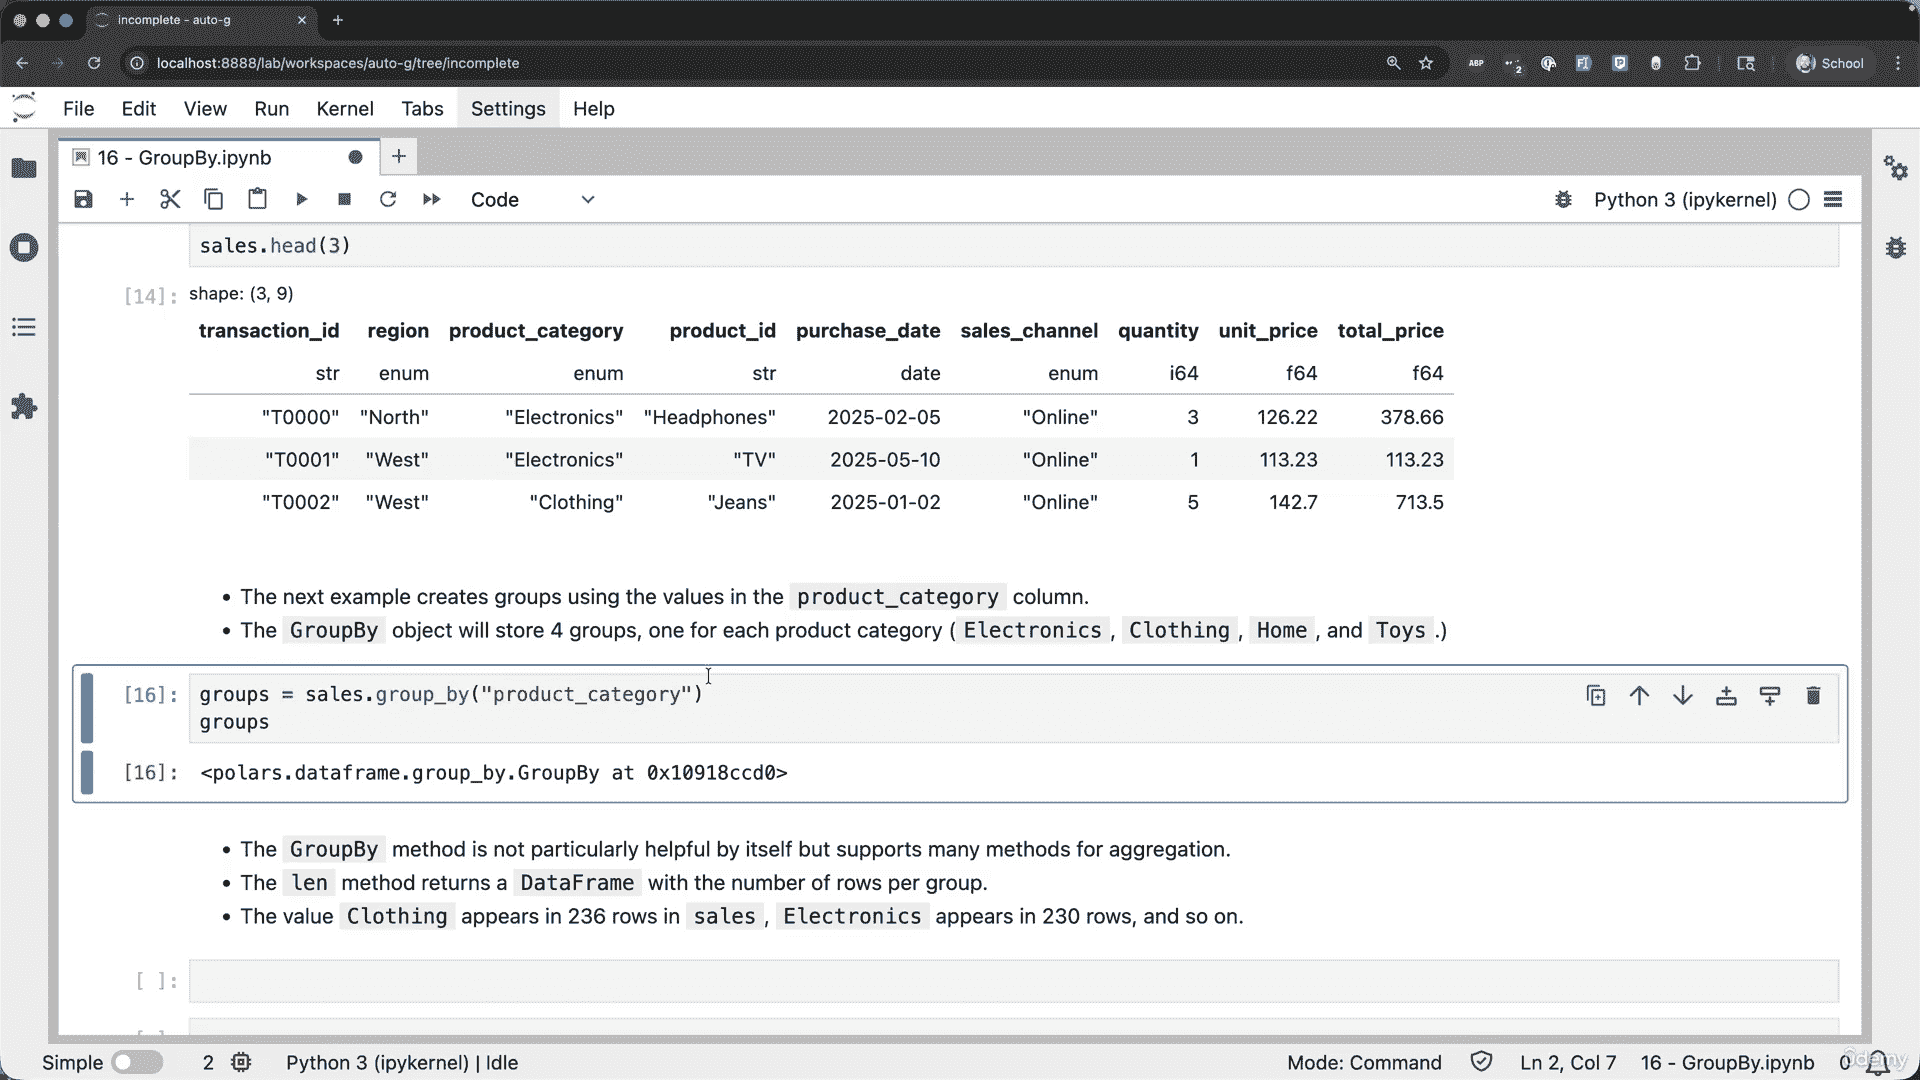 incomplete - auto-g
localhost:8888/lab/workspaces/auto-g/tree/incomplete
ABP
2
School
File Edit View Run Kernel Tabs Settings Help
16 - GroupBy.ipynb
Code
Python 3 (ipykernel)
sales.head(3)
[14]: shape: (3, 9)
transaction_id region product_category product_id purchase_date sales_channel quantity unit_price total_price
str enum enum str date enum i64 f64 f64
"T0000" "North" "Electronics" "Headphones" 2025-02-05 "Online" 3 126.22 378.66
"T0001" "West" "Electronics" "TV" 2025-05-10 "Online" 1 113.23 113.23
"T0002" "West" "Clothing" "Jeans" 2025-01-02 "Online" 5 142.7 713.5
• The next example creates groups using the values in the product_category column.
• The GroupBy object will store 4 groups, one for each product category (Electronics, Clothing, Home, and Toys.)
[16]: groups = sales.group_by("product_category")
groups
[16]: <polars.dataframe.group_by.GroupBy at 0x10918ccd0>
• The GroupBy method is not particularly helpful by itself but supports many methods for aggregation.
• The len method returns a DataFrame with the number of rows per group.
• The value Clothing appears in 236 rows in sales, Electronics appears in 230 rows, and so on.
[ ]:
Simple 2 Python 3 (ipykernel) | Idle Mode: Command Ln 2, Col 7 16 - GroupBy.ipynb 0
udemy